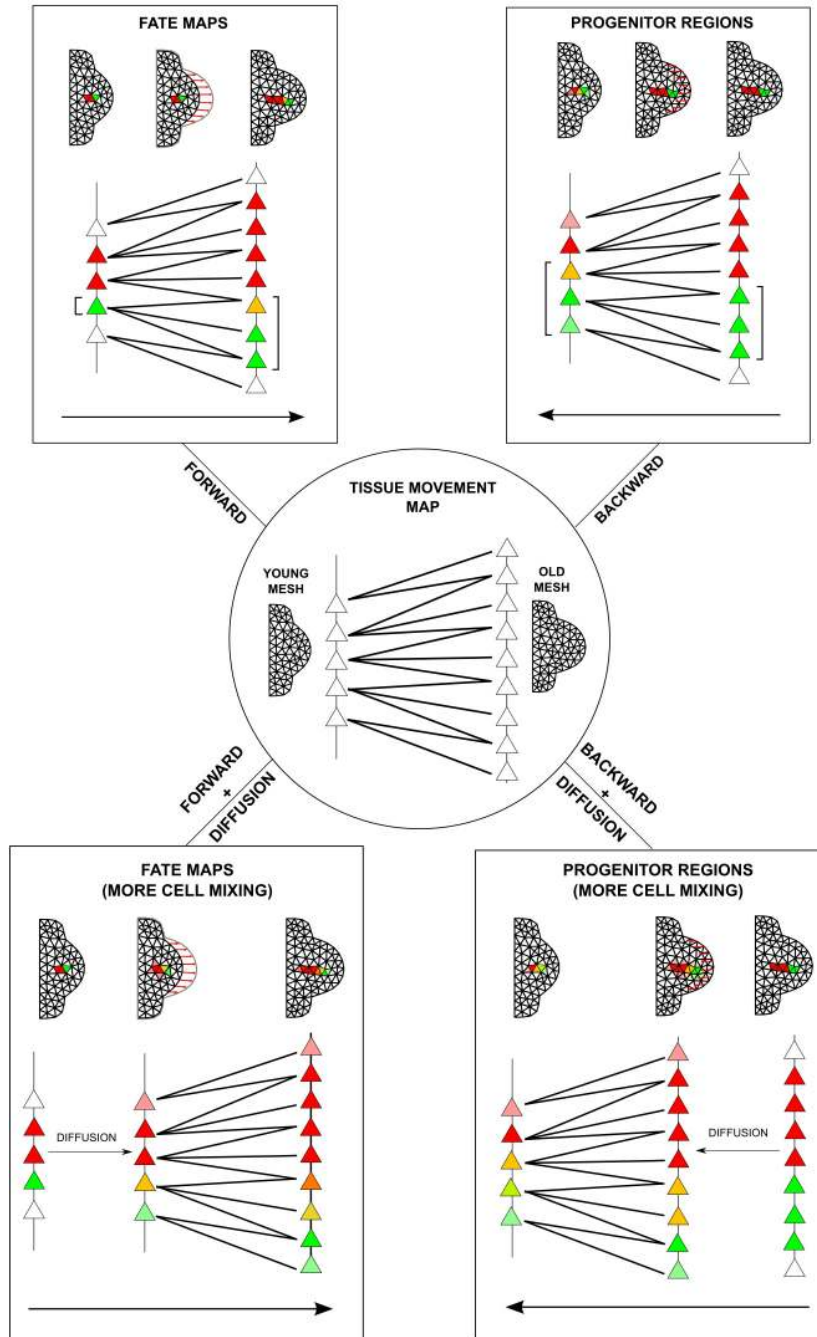 FATE MAPS
PROGENITOR REGIONS
FORWARD
BACKWARD
TISSUE MOVEMENT
MAP
YOUNG
MESH
OLD
MESH
FORWARD
+
DIFFUSION
BACKWARD
+
DIFFUSION
FATE MAPS
(MORE CELL MIXING)
PROGENITOR REGIONS
(MORE CELL MIXING)
DIFFUSION
DIFFUSION